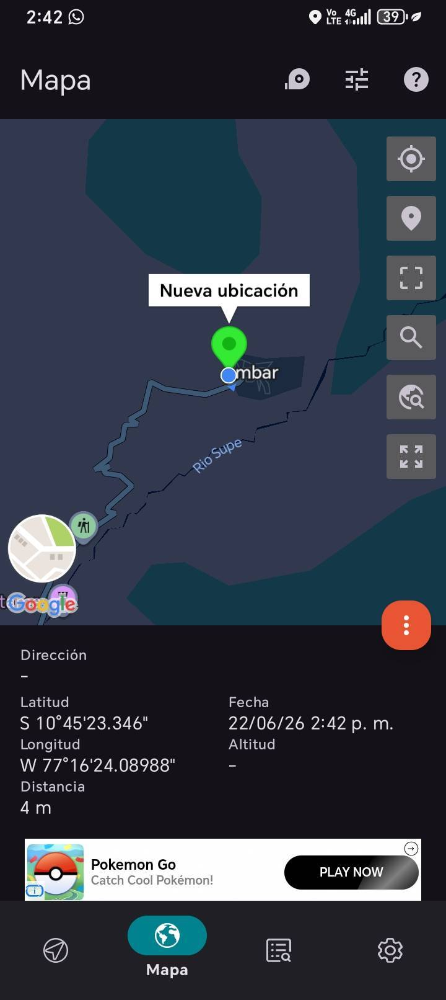 2:42
Vo LTE 4G 39
Mapa
Nueva ubicación
mbar
Rio Supe
Google
Dirección
–
Latitud
S 10°45'23.346"
Fecha
22/06/26 2:42 p. m.
Longitud
W 77°16'24.08988"
Altitud
–
Distancia
4 m
Pokemon Go
Catch Cool Pokémon!
PLAY NOW
Mapa